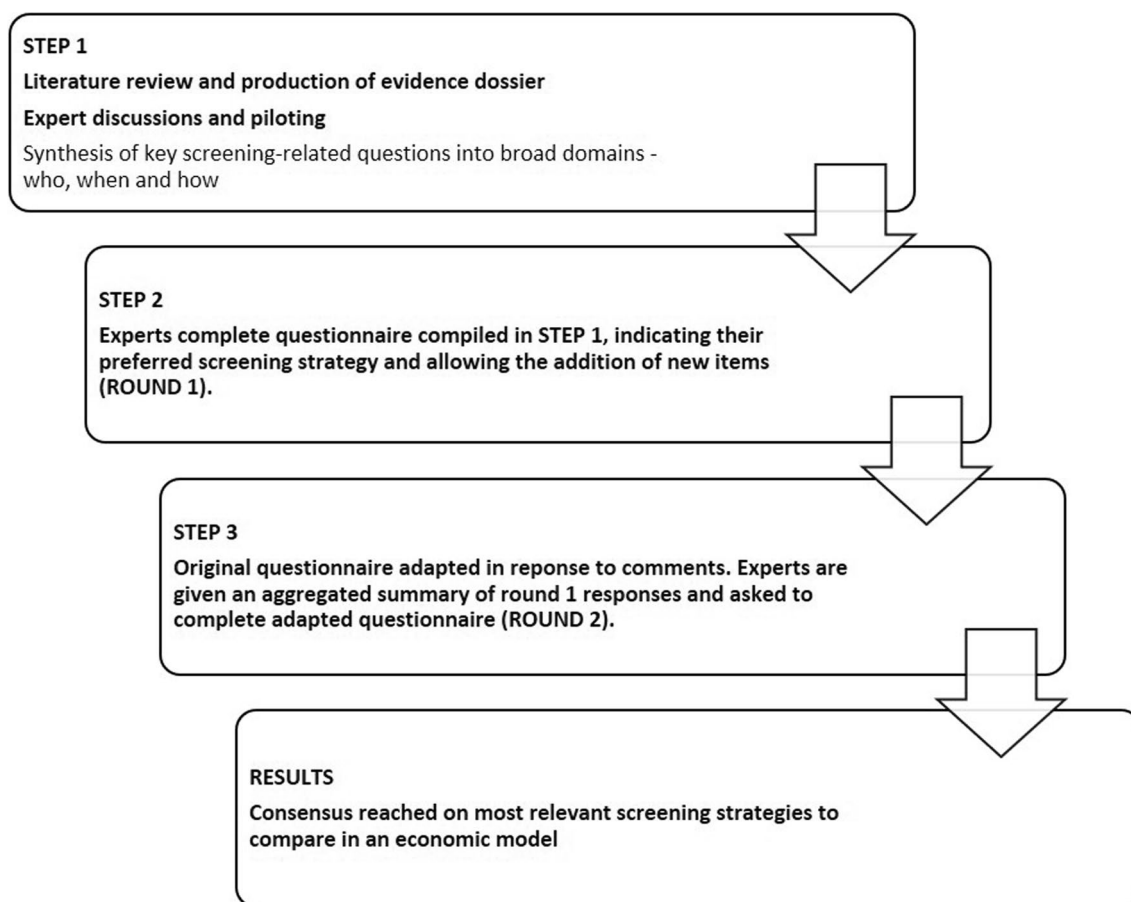 STEP 1
Literature review and production of evidence dossier
Expert discussions and piloting
Synthesis of key screening-related questions into broad domains -
who, when and how
STEP 2
Experts complete questionnaire compiled in STEP 1, indicating their
preferred screening strategy and allowing the addition of new items
(ROUND 1).
STEP 3
Original questionnaire adapted in reponse to comments. Experts are
given an aggregated summary of round 1 responses and asked to
complete adapted questionnaire (ROUND 2).
RESULTS
Consensus reached on most relevant screening strategies to
compare in an economic model